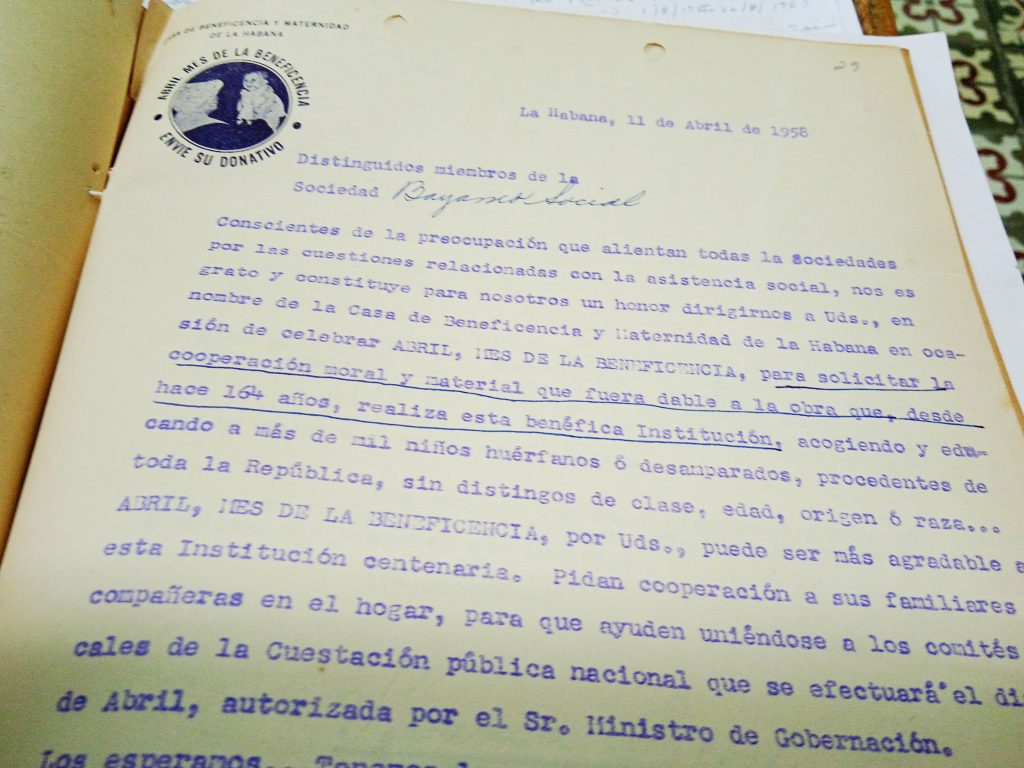 CASA DE BENEFICENCIA Y MATERNIDAD
DE LA HABANA
ABRIL MES DE LA BENEFICENCIA
ENVIE SU DONATIVO
29
La Habana, 11 de Abril de 1958
Distinguidos miembros de la
Sociedad Bayamo Social
Conscientes de la preocupación que alientan todas la Sociedades
por las cuestiones relacionadas con la asistencia social, nos es
grato y constituye para nosotros un honor dirigirnos a Uds., en
nombre de la Casa de Beneficencia y Maternidad de la Habana en oca-
sión de celebrar ABRIL, MES DE LA BENEFICENCIA, para solicitar la
cooperación moral y material que fuera dable a la obra que, desde
hace 164 años, realiza esta benéfica Institución, acogiendo y edu-
cando a más de mil niños huérfanos ó desamparados, procedentes de
toda la República, sin distingos de clase, edad, origen ó raza...
ABRIL, MES DE LA BENEFICENCIA, por Uds., puede ser más agradable a
esta Institución centenaria. Pidan cooperación a sus familiares
compañeras en el hogar, para que ayuden uniéndose a los comités
cales de la Cuestación pública nacional que se efectuará el di
de Abril, autorizada por el Sr. Ministro de Gobernación.
Los esperamos..